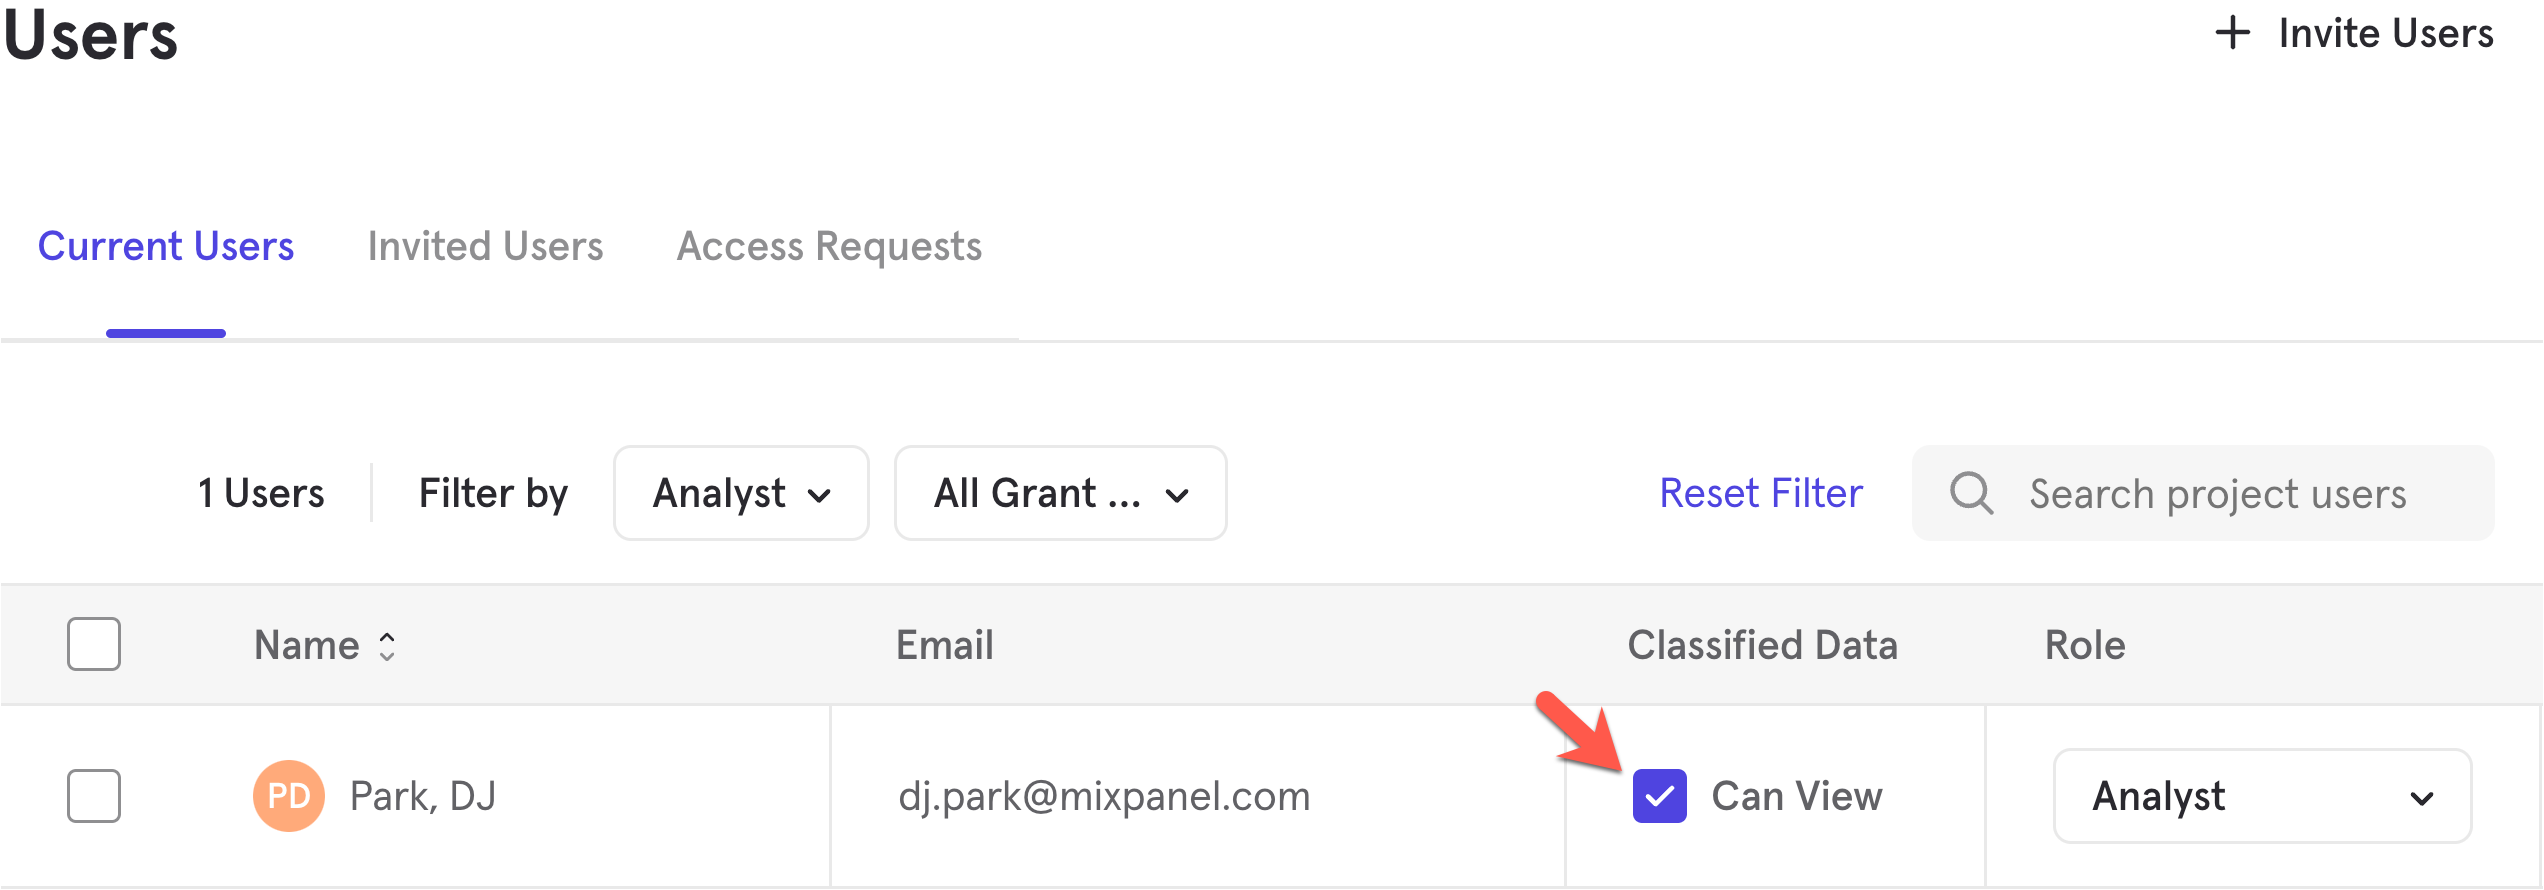 Users
+ Invite Users
Current Users Invited Users Access Requests
1 Users Filter by Analyst All Grant ... Reset Filter Search project users
Name Email Classified Data Role
PD Park, DJ dj.park@mixpanel.com Can View Analyst